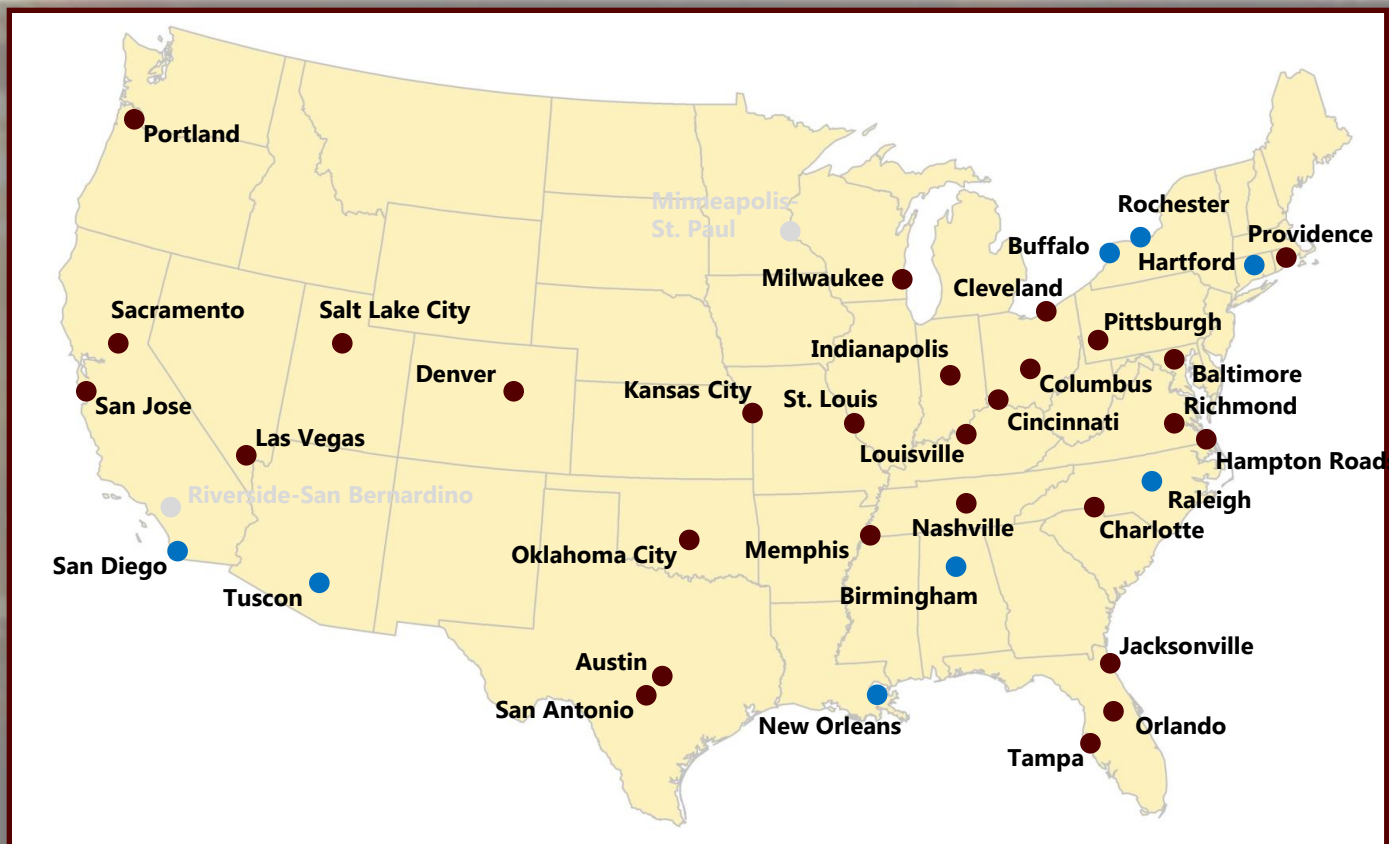 Portland
Minneapolis-
St. Paul
Rochester
Buffalo
Providence
Hartford
Milwaukee
Cleveland
Sacramento
Salt Lake City
Pittsburgh
Indianapolis
Denver
Columbus
Baltimore
Kansas City
St. Louis
San Jose
Richmond
Cincinnati
Las Vegas
Louisville
Hampton Road
Riverside-San Bernardino
Raleigh
Nashville
Charlotte
Oklahoma City
Memphis
San Diego
Tuscon
Birmingham
Jacksonville
Austin
San Antonio
New Orleans
Orlando
Tampa